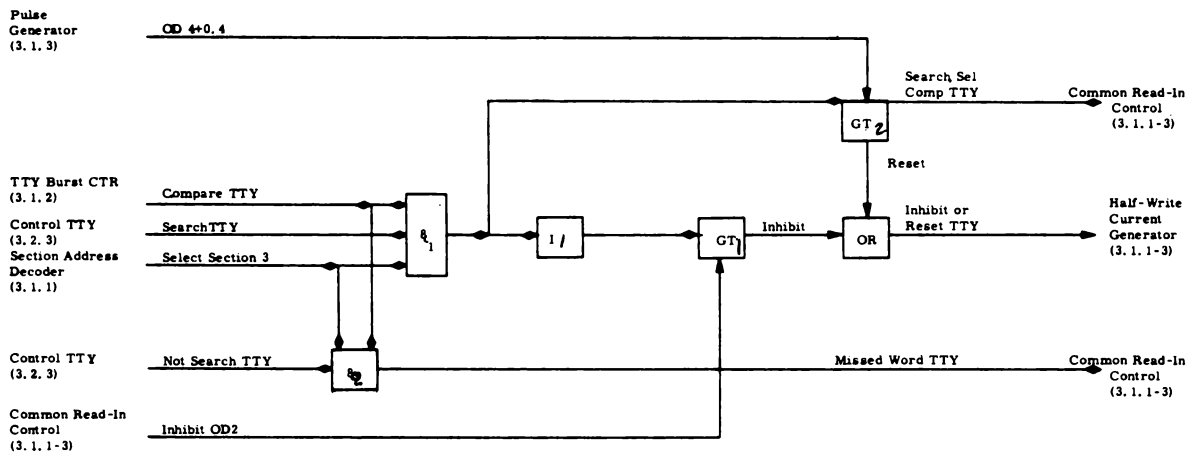 Pulse
Generator
(3.1.3)
OD 4+0.4
Search, Sel
Comp TTY
Common Read-In
Control
(3.1.1-3)
GT 2
Reset
TTY Burst CTR
(3.1.2)
Compare TTY
Control TTY
(3.2.3)
Search TTY
Section Address
Decoder
(3.1.1)
Select Section 3
& 1
I 1
GT 1
Inhibit
OR
Inhibit or
Reset TTY
Half-Write
Current
Generator
(3.1.1-3)
Control TTY
(3.2.3)
Not Search TTY
& 2
Missed Word TTY
Common Read-In
Control
(3.1.1-3)
Common Read-In
Control
(3.1.1-3)
Inhibit OD2